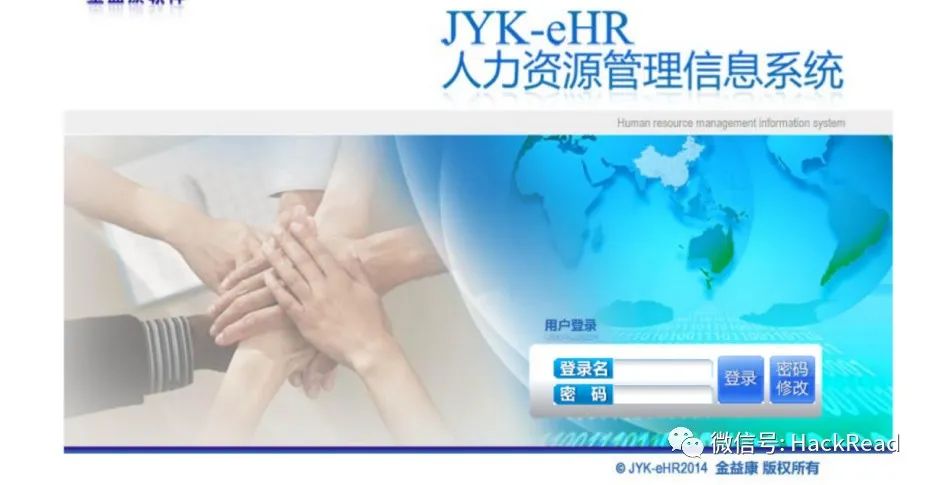 JYK-eHR
人力资源管理信息系统
Human resource management information system
用户登录
登录名
密 码
登录
密码
修改
微信号: HackRead
© JYK-eHR2014 金益康 版权所有